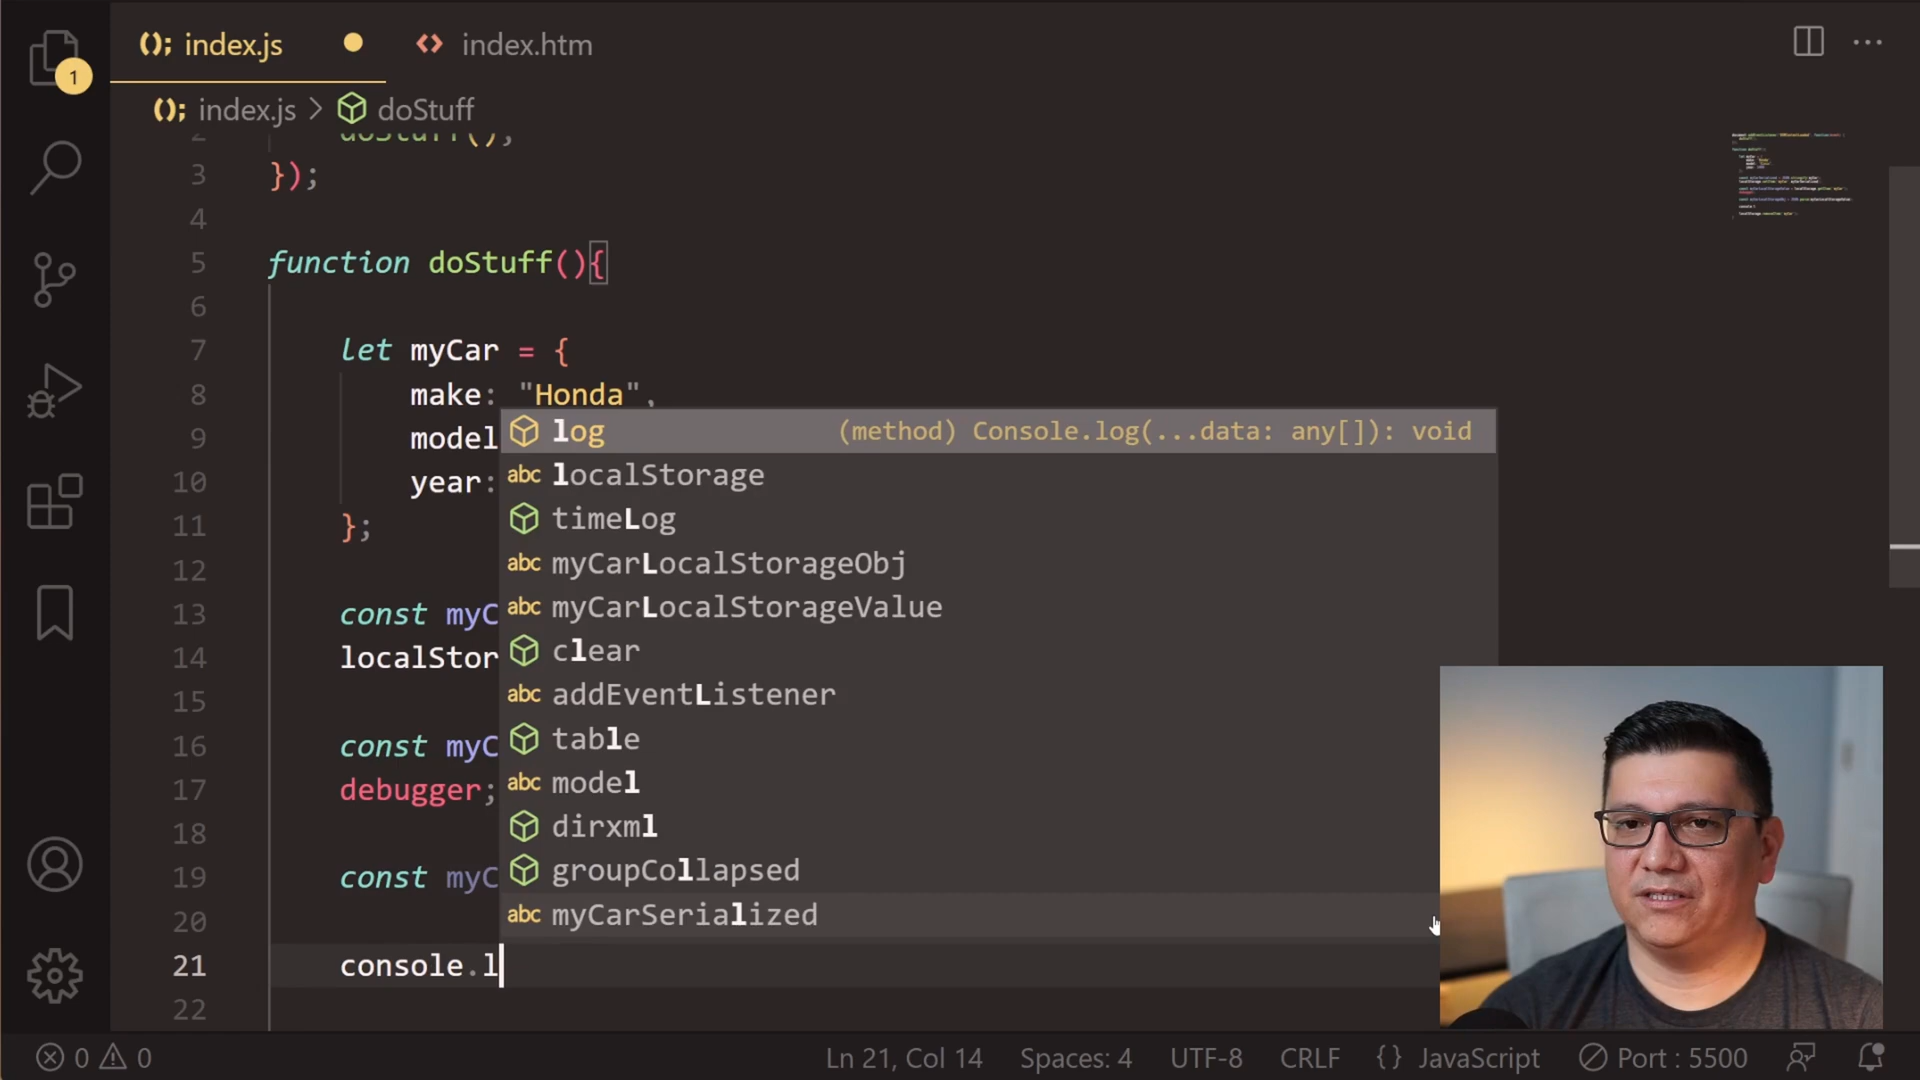 index.js index.htm
1
index.js > doStuff
2 doStuff();
3 });
4
5 function doStuff(){
6
7 let myCar = {
8 make: "Honda",
9 model
10 year:
11 };
12
13 const myC
14 localStor
15
16 const myC
17 debugger;
18
19 const myC
20
21 console.l
22
log (method) Console.log(...data: any[]): void
abc localStorage
timeLog
abc myCarLocalStorageObj
abc myCarLocalStorageValue
clear
abc addEventListener
table
abc model
dirxml
groupCollapsed
abc myCarSerialized
0 0 Ln 21, Col 14 Spaces: 4 UTF-8 CRLF {} JavaScript Port : 5500